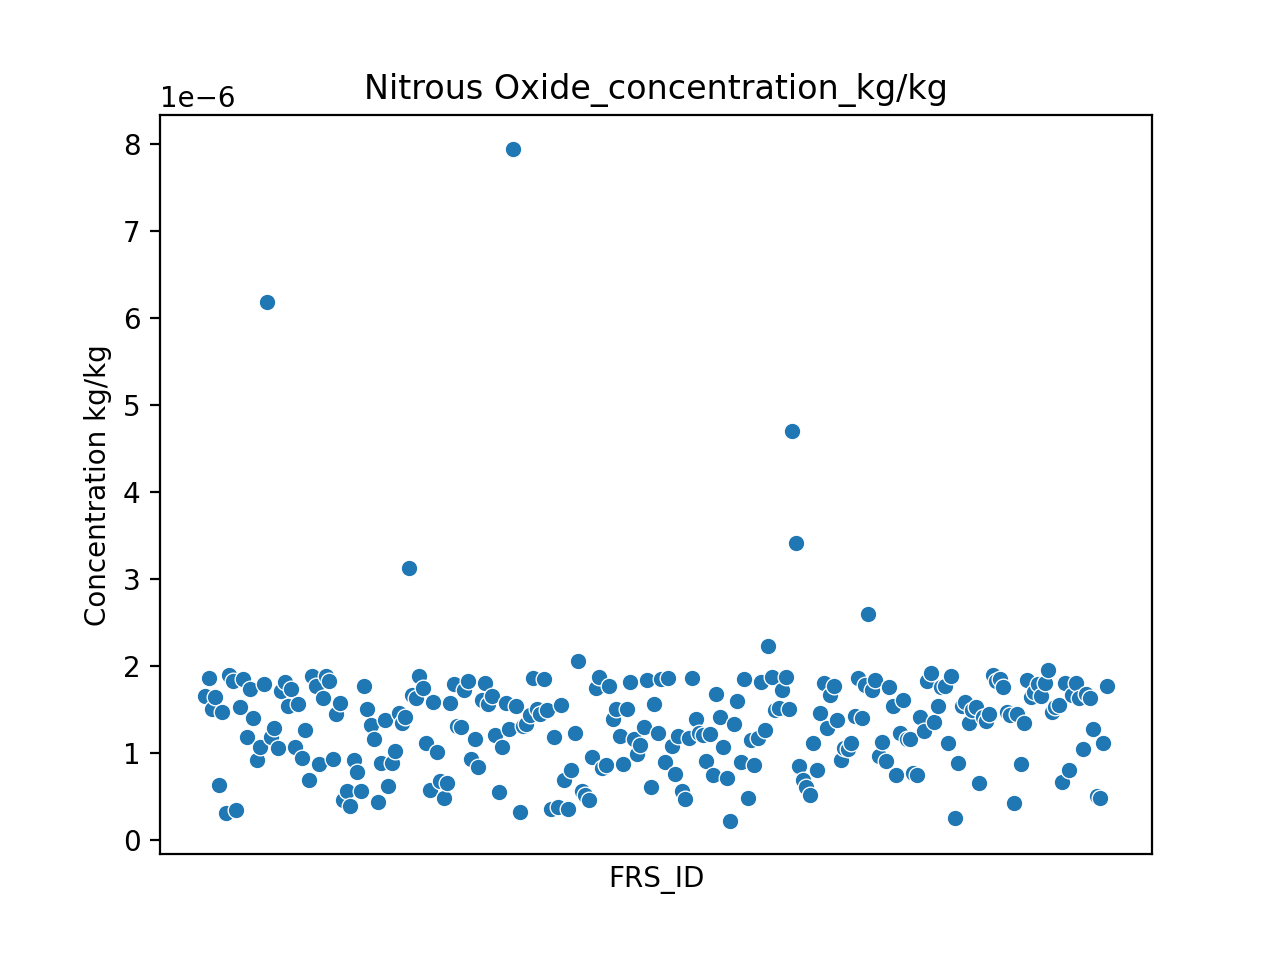 Nitrous Oxide_concentration_kg/kg
1e−6
8
7
6
5
4
3
2
1
0
Concentration kg/kg
FRS_ID